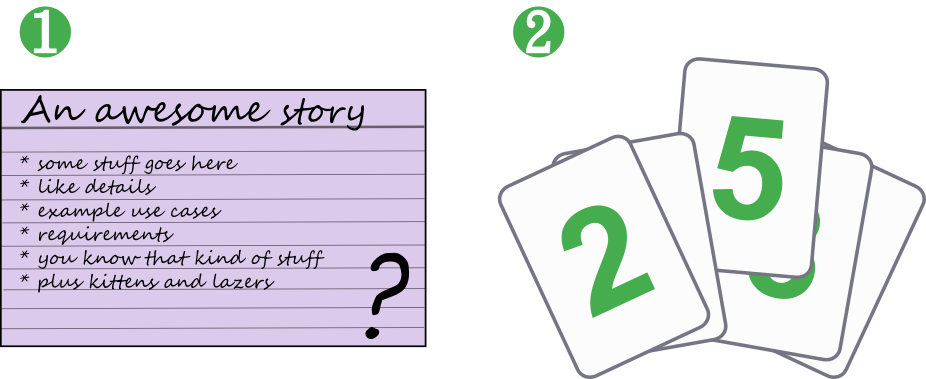 1
An awesome story
* some stuff goes here
* like details
* example use cases
* requirements
* you know that kind of stuff
* plus kittens and lazers
?
2
5
2